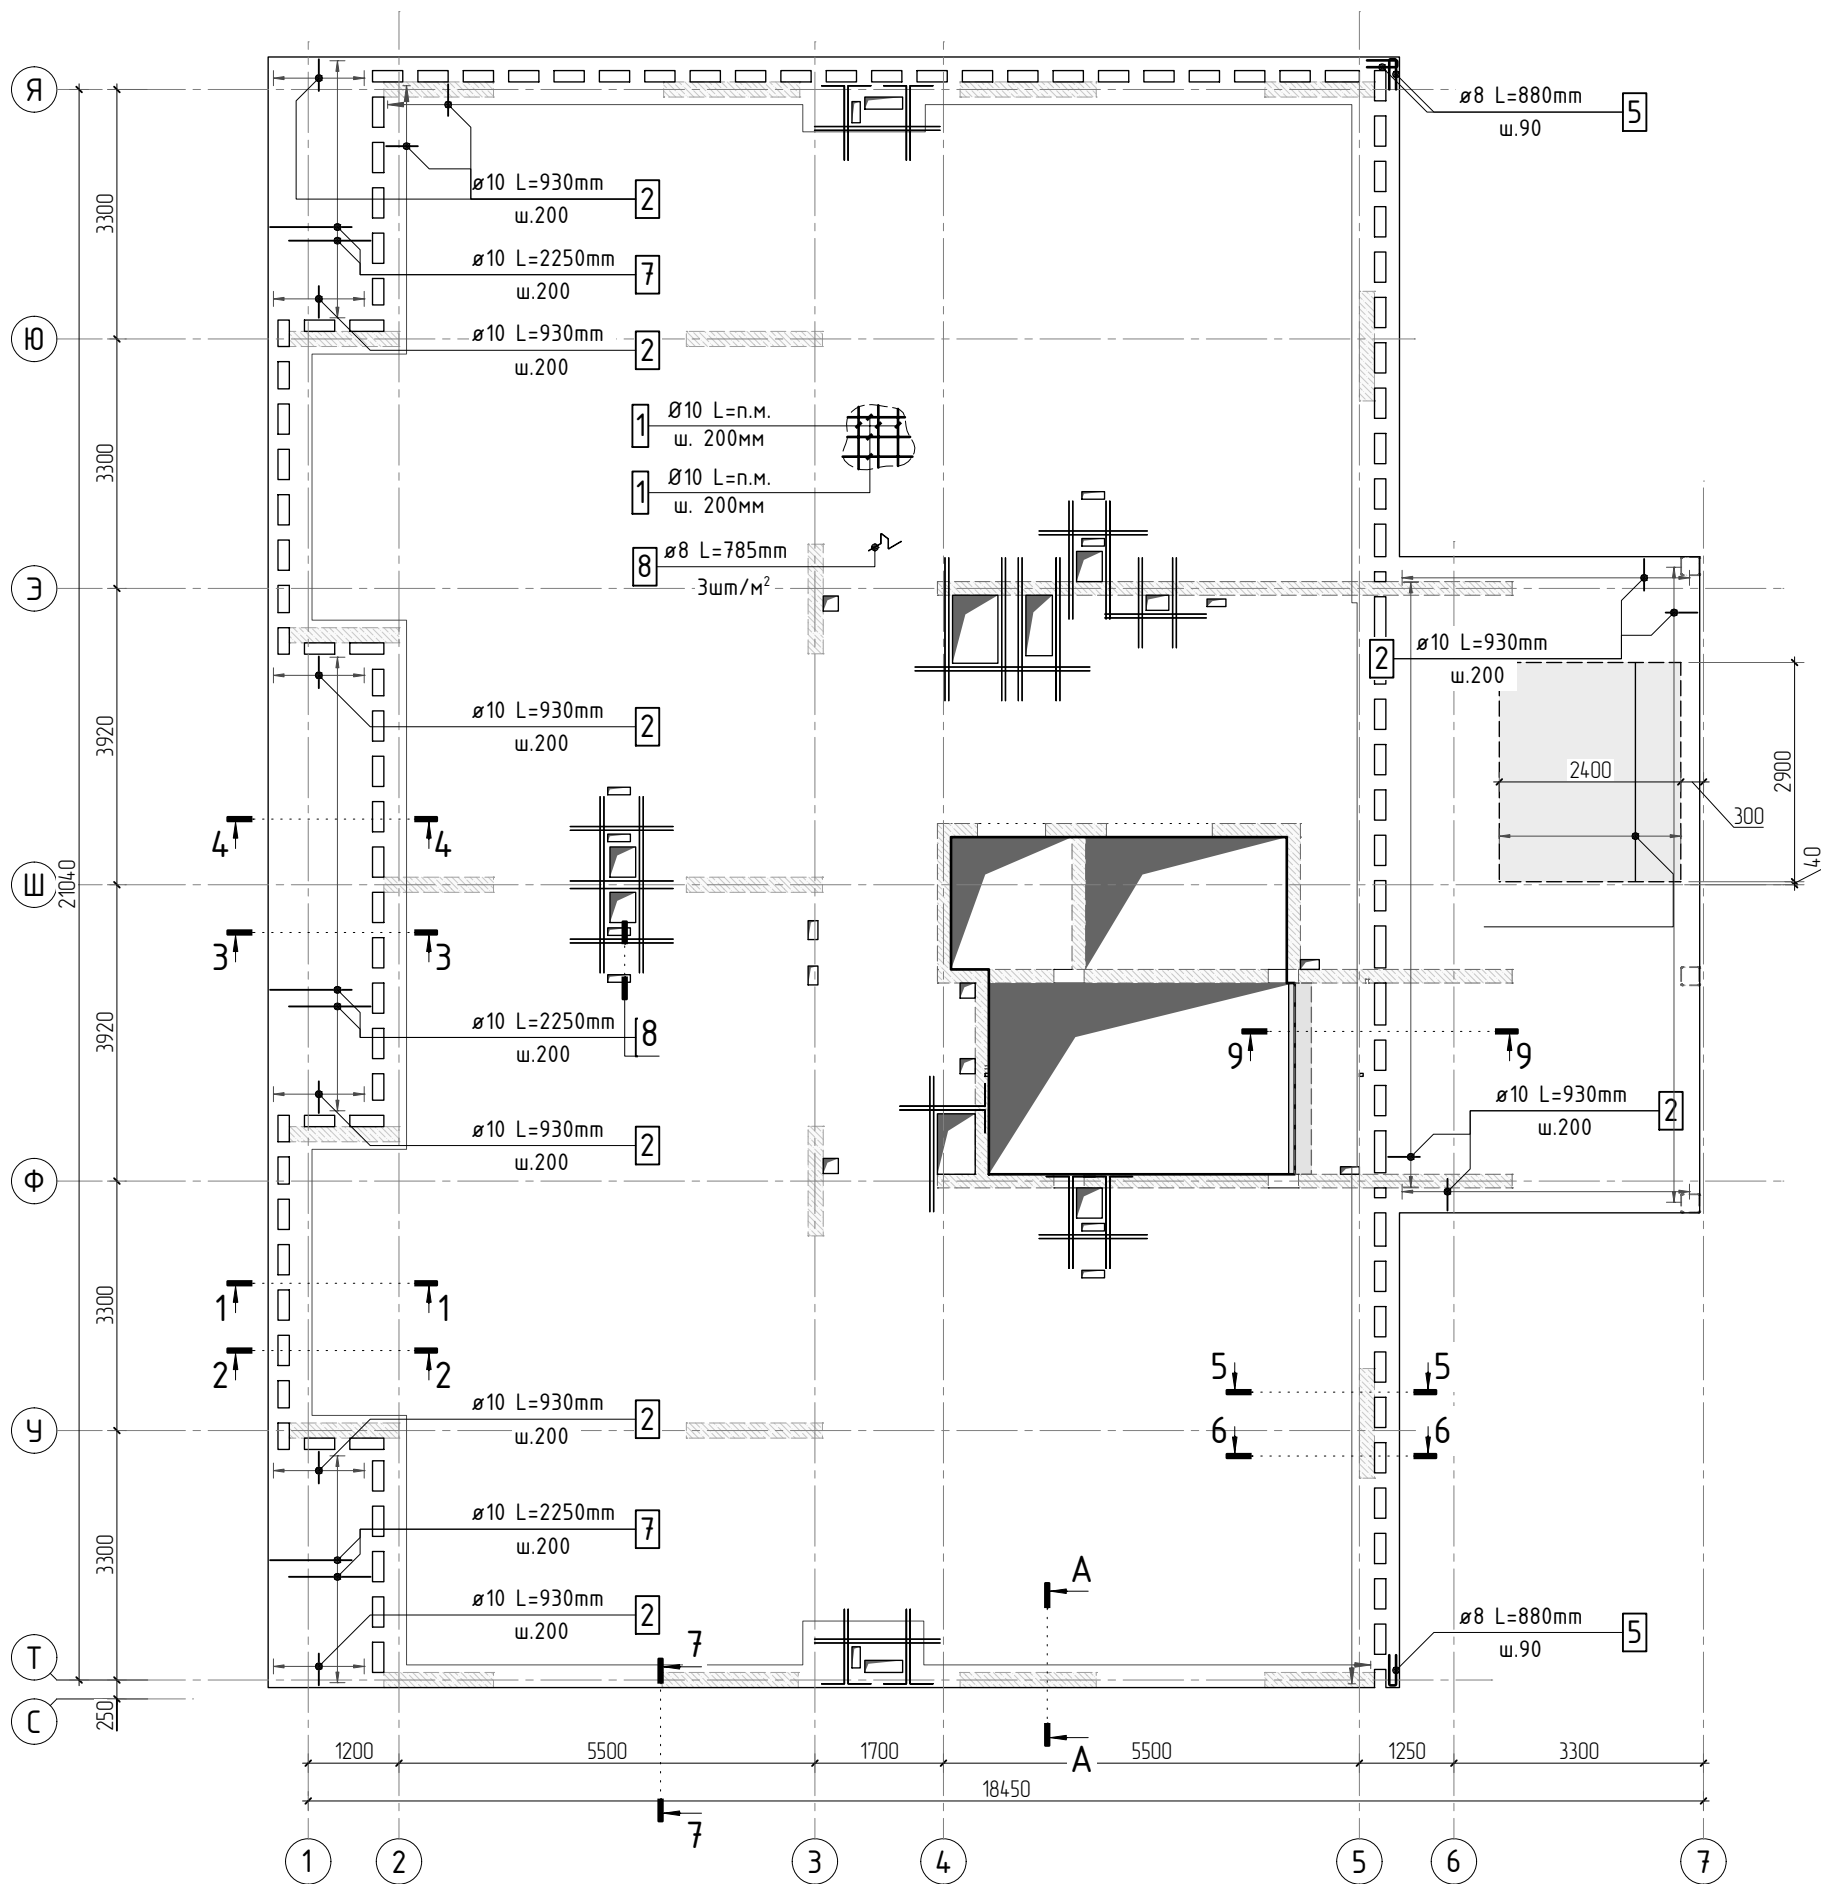 Я
ø8 L=880mm
ш.90
5
ø10 L=930mm
ш.200
2
3300
ø10 L=2250mm
ш.200
7
Ю
ø10 L=930mm
ш.200
2
1
Ø10 L=п.м.
ш. 200мм
3300
1
Ø10 L=п.м.
ш. 200мм
8
ø8 L=785mm
3шт/м²
Э
2
ø10 L=930mm
ш.200
ø10 L=930mm
ш.200
2
3920
2400
2900
300
4
4
40
Ш
21040
3
3
ø10 L=2250mm
ш.200
8
3920
9
9
ø10 L=930mm
ш.200
2
ø10 L=930mm
ш.200
2
Ф
1
1
3300
2
2
5
5
6
6
ø10 L=930mm
ш.200
2
У
ø10 L=2250mm
ш.200
7
3300
А
ø10 L=930mm
ш.200
2
ø8 L=880mm
ш.90
5
7
Т
С
250
1200
5500
1700
5500
1250
3300
А
18450
7
1
2
3
4
5
6
7